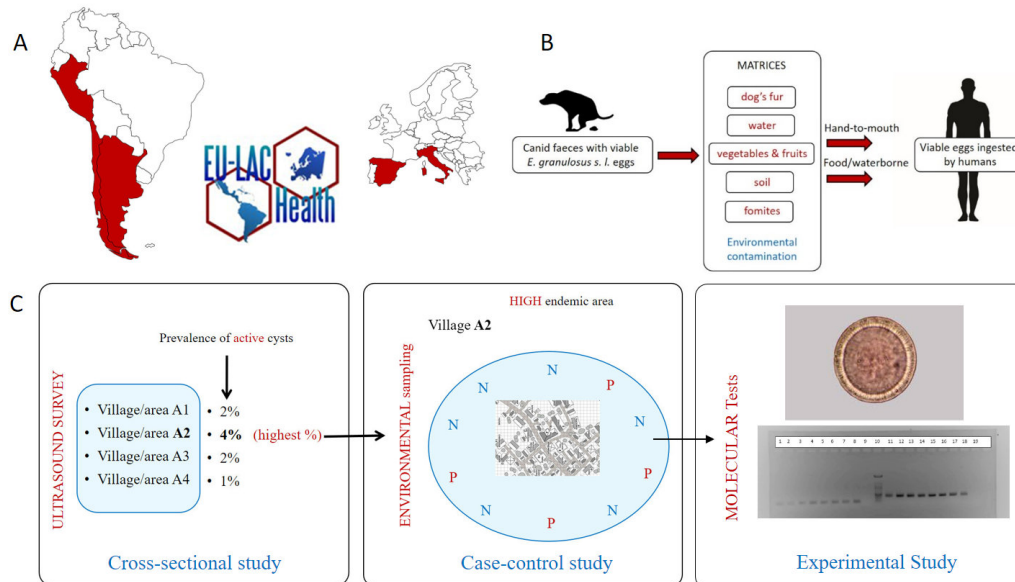 A
EU-LAC
Health
B
Canid faeces with viable
E. granulosus s. l. eggs
MATRICES
dog's fur
water
vegetables & fruits
soil
fomites
Environmental
contamination
Hand-to-mouth
Food/waterborne
Viable eggs ingested
by humans
C
ULTRASOUND SURVEY
Prevalence of active cysts
• Village/area A1 • 2%
• Village/area A2 • 4% (highest %)
• Village/area A3 • 2%
• Village/area A4 • 1%
Cross-sectional study
ENVIRONMENTAL sampling
HIGH endemic area
Village A2
N
N
P
N
N
P
P
N
N
P
Case-control study
MOLECULAR Tests
1 2 3 4 5 6 7 8 9 10 11 12 13 14 15 16 17 18 19
Experimental Study